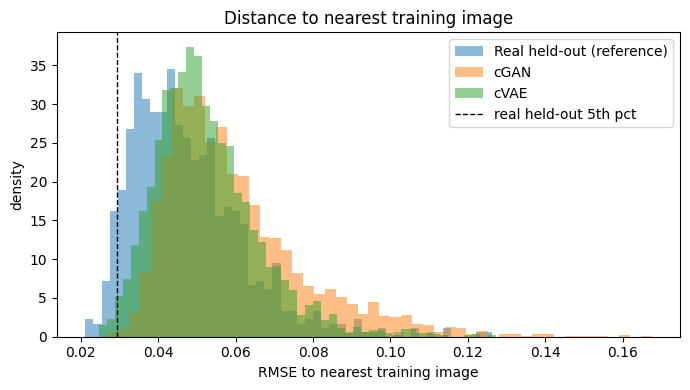 Distance to nearest training image
density
35
30
25
20
15
10
5
0
Real held-out (reference)
cGAN
cVAE
real held-out 5th pct
0.02 0.04 0.06 0.08 0.10 0.12 0.14 0.16
RMSE to nearest training image